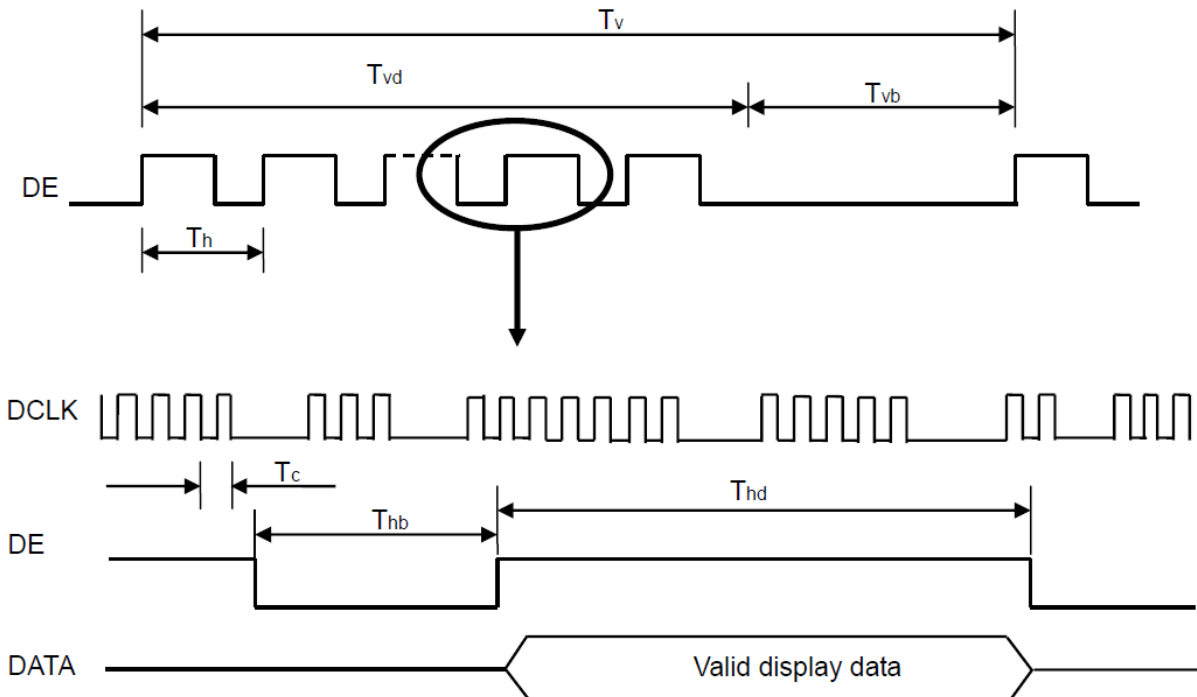 Tv
Tvd
Tvb
DE
Th
DCLK
Tc
Thd
Thb
DE
DATA
Valid display data